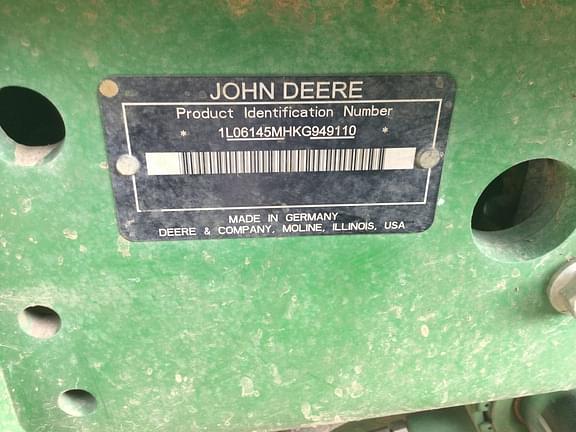 JOHN DEERE
Product Identification Number
* 1L06145MHKG949110 *
MADE IN GERMANY
DEERE & COMPANY, MOLINE, ILLINOIS, USA